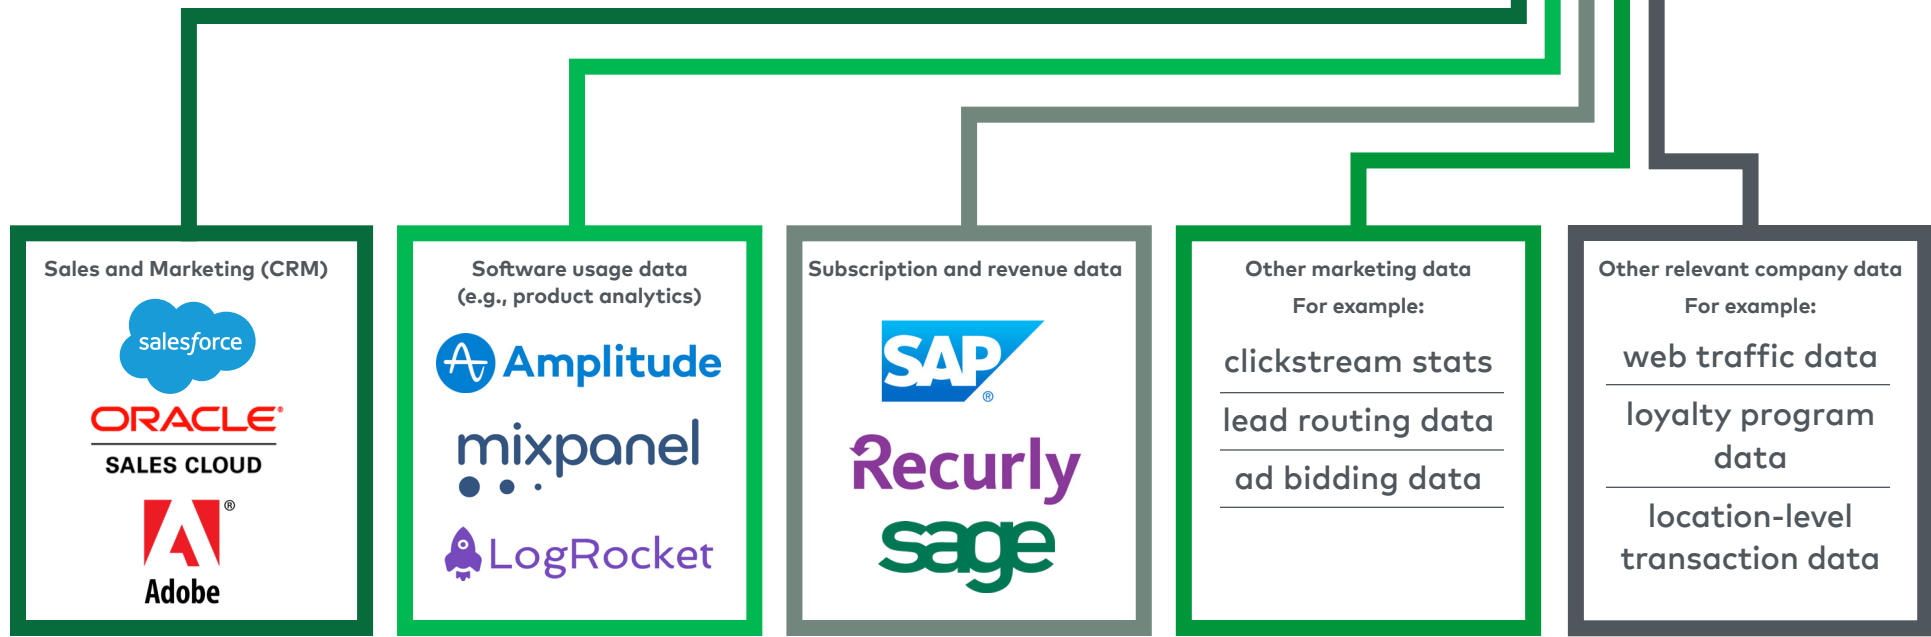 Sales and Marketing (CRM)
salesforce
ORACLE®
SALES CLOUD
®
Adobe
Software usage data
(e.g., product analytics)
Amplitude
mixpanel
LogRocket
Subscription and revenue data
SAP
®
Recurly
sage
Other marketing data
For example:
clickstream stats
lead routing data
ad bidding data
Other relevant company data
For example:
web traffic data
loyalty program
data
location-level
transaction data